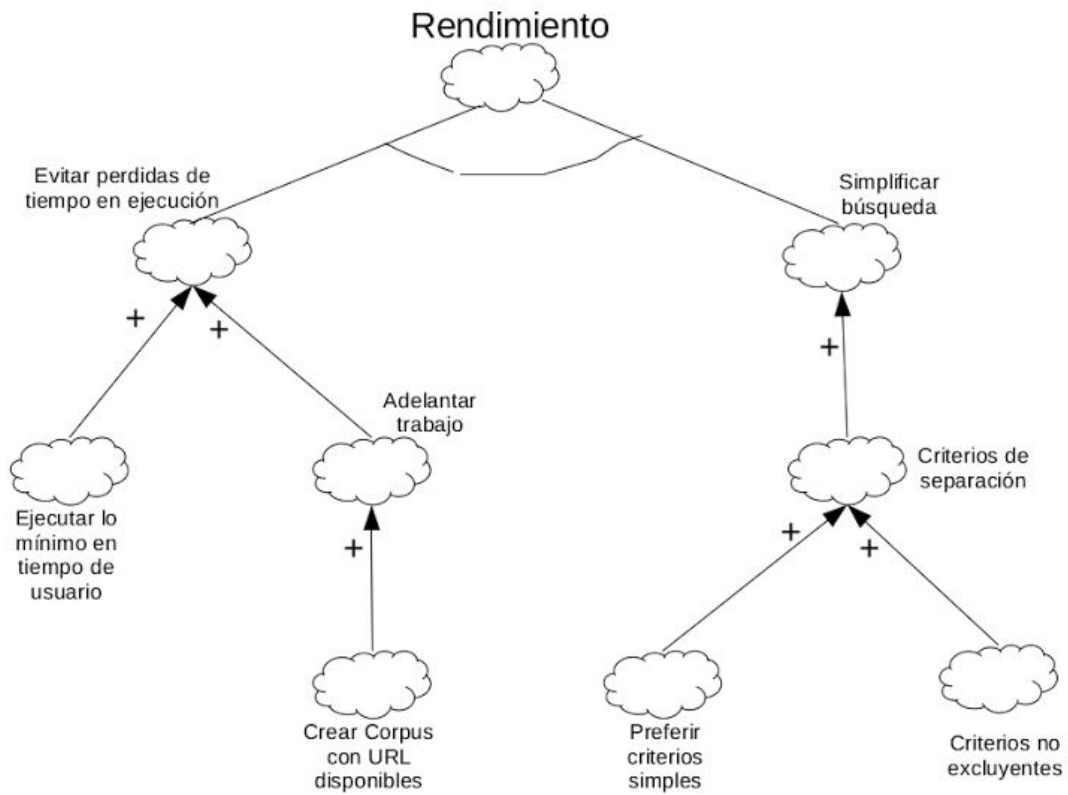 Rendimiento
Evitar perdidas de
tiempo en ejecución
Simplificar
búsqueda
+
+
+
Adelantar
trabajo
Criterios de
separación
Ejecutar lo
mínimo en
tiempo de
usuario
+
+
+
Crear Corpus
con URL
disponibles
Preferir
criterios
simples
Criterios no
excluyentes